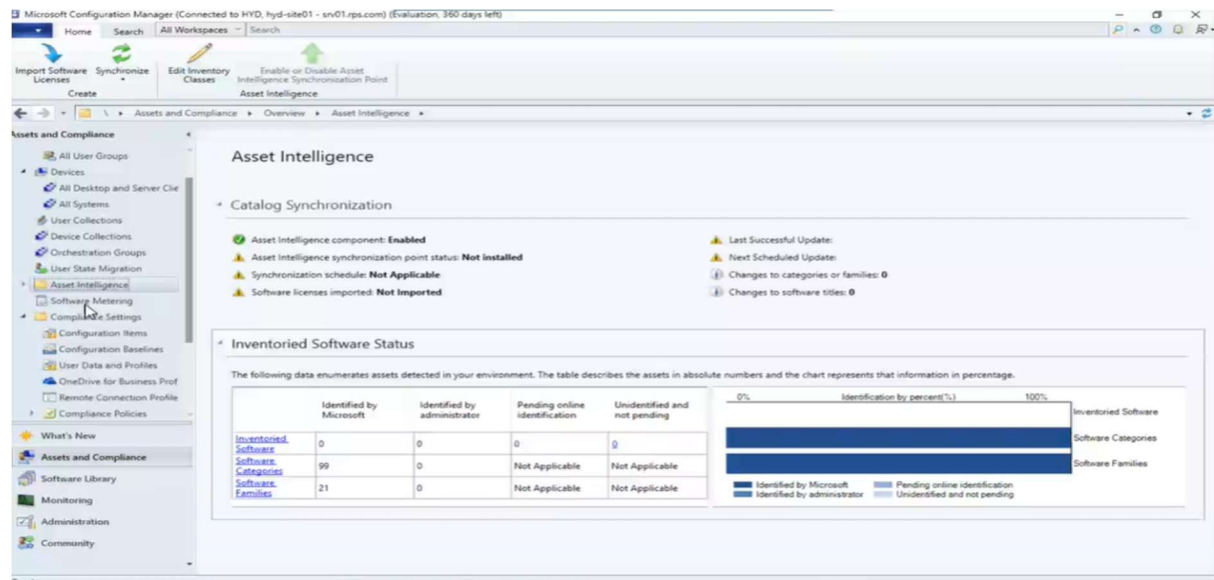 Microsoft Configuration Manager (Connected to HYD, hyd-site01 - srv01.rps.com) (Evaluation, 360 days left)
Home Search All Workspaces Search
Import Software Licenses Synchronize Edit Inventory Classes Enable or Disable Asset Intelligence Synchronization Point
Create Asset Intelligence
\ Assets and Compliance Overview Asset Intelligence
Assets and Compliance
All User Groups
Devices
All Desktop and Server Clie
All Systems
User Collections
Device Collections
Orchestration Groups
User State Migration
Asset Intelligence
Software Metering
Compliance Settings
Configuration Items
Configuration Baselines
User Data and Profiles
OneDrive for Business Prof
Remote Connection Profile
Compliance Policies
What's New
Assets and Compliance
Software Library
Monitoring
Administration
Community
Asset Intelligence
Catalog Synchronization
Asset Intelligence component: Enabled
Asset Intelligence synchronization point status: Not installed
Synchronization schedule: Not Applicable
Software licenses imported: Not Imported
Last Successful Update:
Next Scheduled Update:
Changes to categories or families: 0
Changes to software titles: 0
Inventoried Software Status
The following data enumerates assets detected in your environment. The table describes the assets in absolute numbers and the chart represents that information in percentage.
Identified by Microsoft Identified by administrator Pending online identification Unidentified and not pending
Inventoried Software 0 0 0 0
Software Categories 99 0 Not Applicable Not Applicable
Software Families 21 0 Not Applicable Not Applicable
0% Identification by percent(%) 100%
Inventoried Software
Software Categories
Software Families
Identified by Microsoft Pending online identification
Identified by administrator Unidentified and not pending